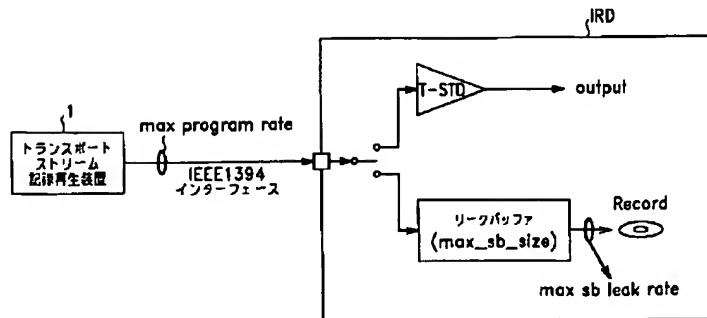 IRD
T-STD
output
1
max program rate
トランスポート
ストリーム
記録再生装置
IEEE1394
インターフェース
リークバッファ
(max_sb_size)
Record
max sb leak rate